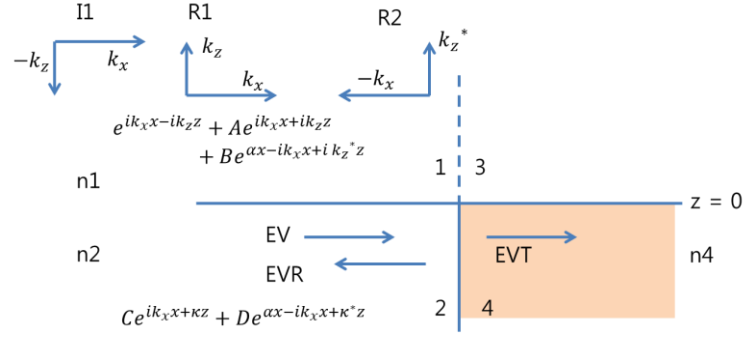 I1 R1 R2
−k_z k_x k_z k_x −k_x k_z*
e^{ik_x x−ik_z z} + Ae^{ik_x x+ik_z z}
+ Be^{αx−ik_x x+i k_z* z}
1 3
n1
z = 0
EV
EVT
n2 n4
EVR
2 4
Ce^{ik_x x+κz} + De^{αx−ik_x x+κ* z}